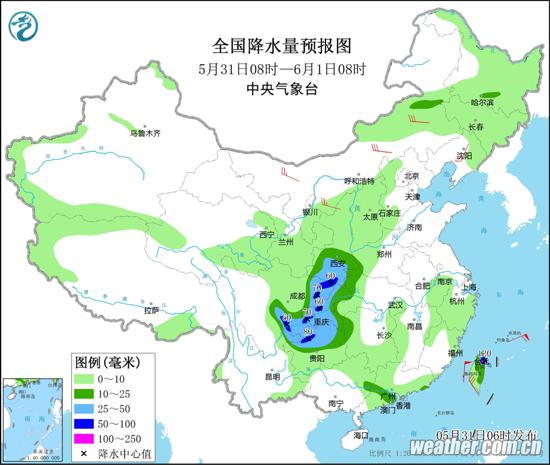 全国降水量预报图
5月31日08时—6月1日08时
中央气象台
哈尔滨
长春
沈阳
乌鲁木齐
呼和浩特
北京
天津
银川
太原
石家庄
济南
西宁
兰州
郑州
西安
60
70
60
成都
合肥
南京
上海
拉萨
武汉
杭州
70
重庆
南昌
80
长沙
贵阳
福州
120
昆明
台北
南宁
广州
香港
澳门
海口
图例(毫米)
0～10
10～25
25～50
50～100
100～250
× 降水中心值
南海
1:40 000 000
05月31日06时发布
weather.com.cn